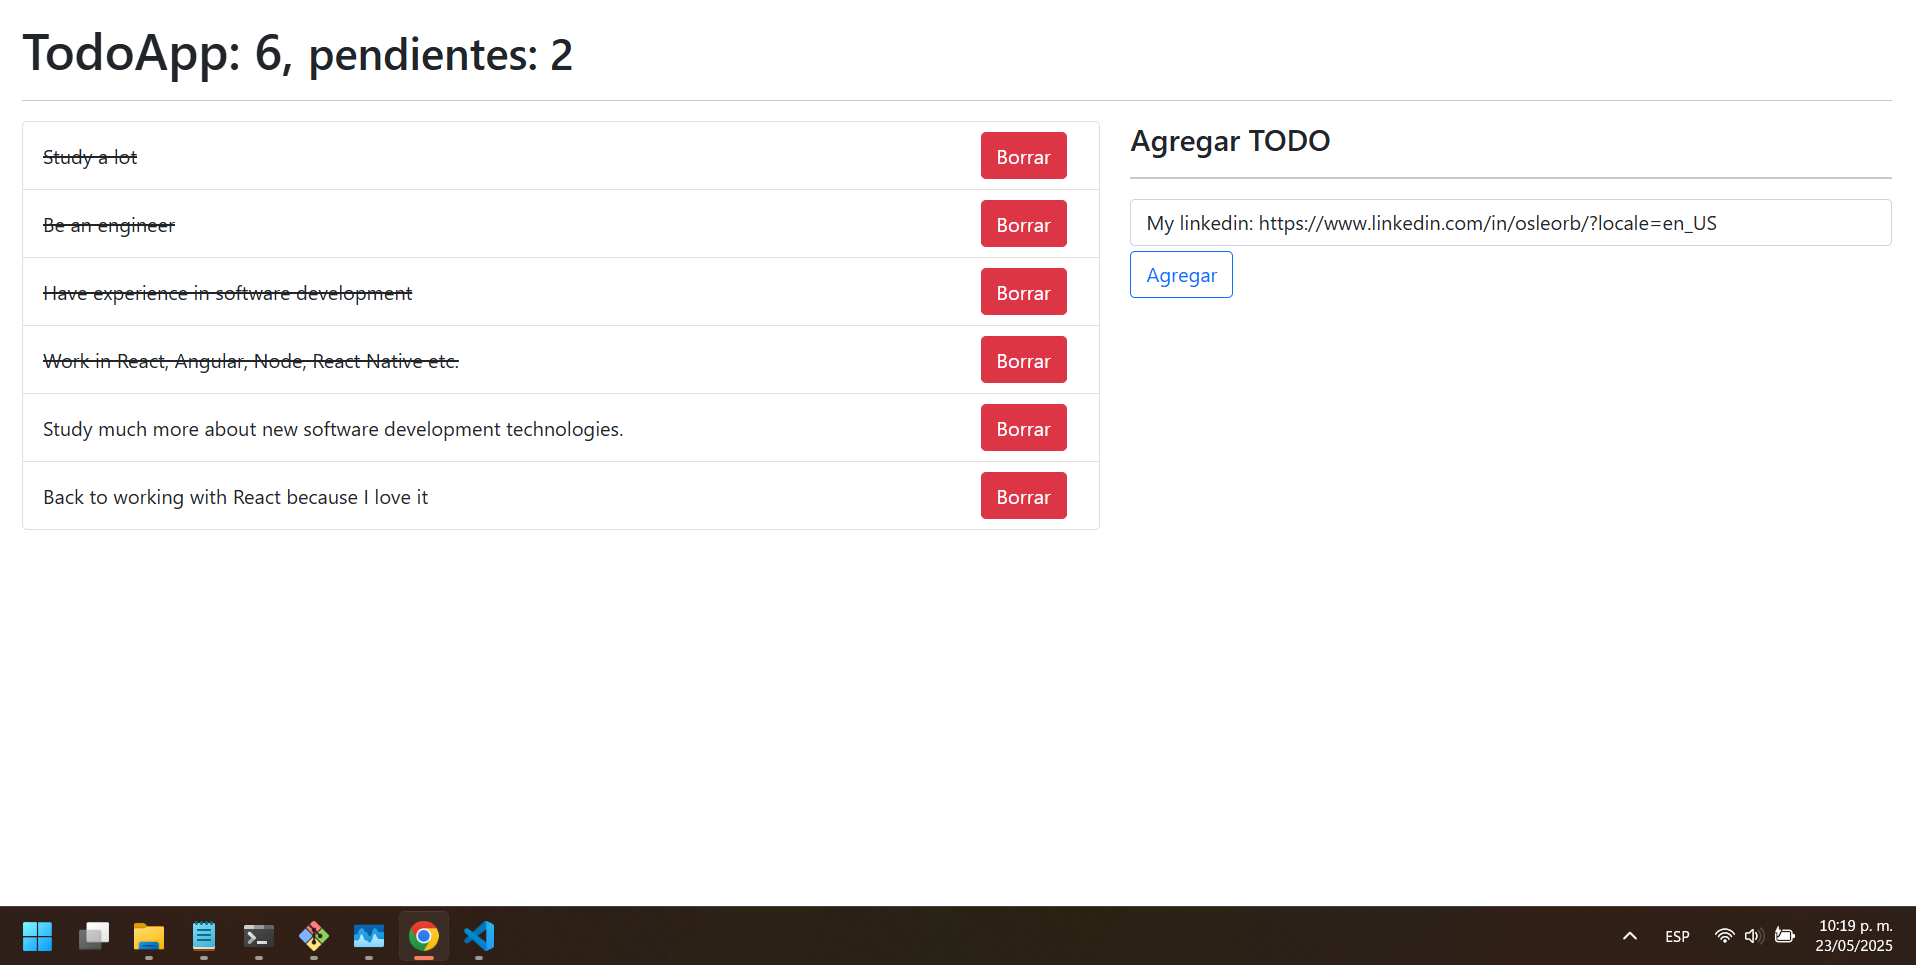 TodoApp: 6, pendientes: 2
Study a lot
Borrar
Be an engineer
Borrar
Have experience in software development
Borrar
Work in React, Angular, Node, React Native etc.
Borrar
Study much more about new software development technologies.
Borrar
Back to working with React because I love it
Borrar
Agregar TODO
My linkedin: https://www.linkedin.com/in/osleorb/?locale=en_US
Agregar
ESP
10:19 p. m.
23/05/2025